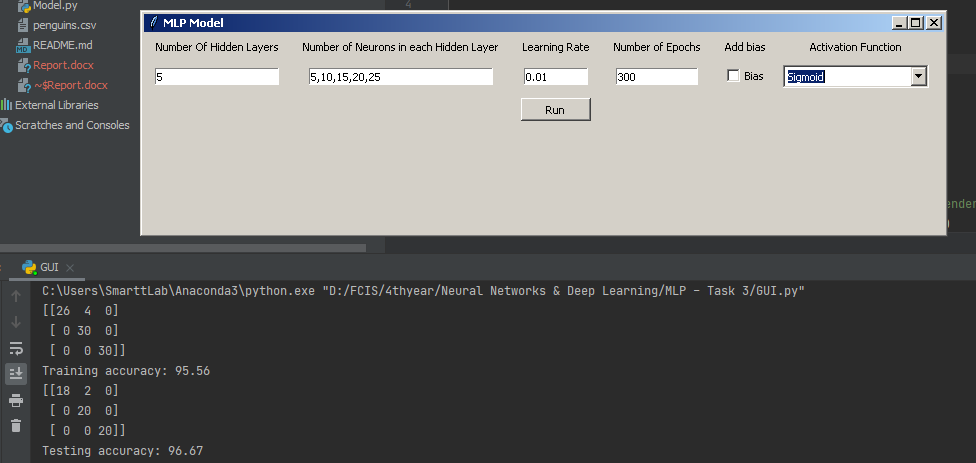 Model.py
4
penguins.csv
README.md
Report.docx
~$Report.docx
External Libraries
Scratches and Consoles
MLP Model
Number Of Hidden Layers Number of Neurons in each Hidden Layer Learning Rate Number of Epochs Add bias Activation Function
5 5,10,15,20,25 0.01 300 Bias Sigmoid
Run
ender
)
GUI
C:\Users\SmarttLab\Anaconda3\python.exe "D:/FCIS/4thyear/Neural Networks & Deep Learning/MLP - Task 3/GUI.py"
[[26  4  0]
 [ 0 30  0]
 [ 0  0 30]]
Training accuracy: 95.56
[[18  2  0]
 [ 0 20  0]
 [ 0  0 20]]
Testing accuracy: 96.67